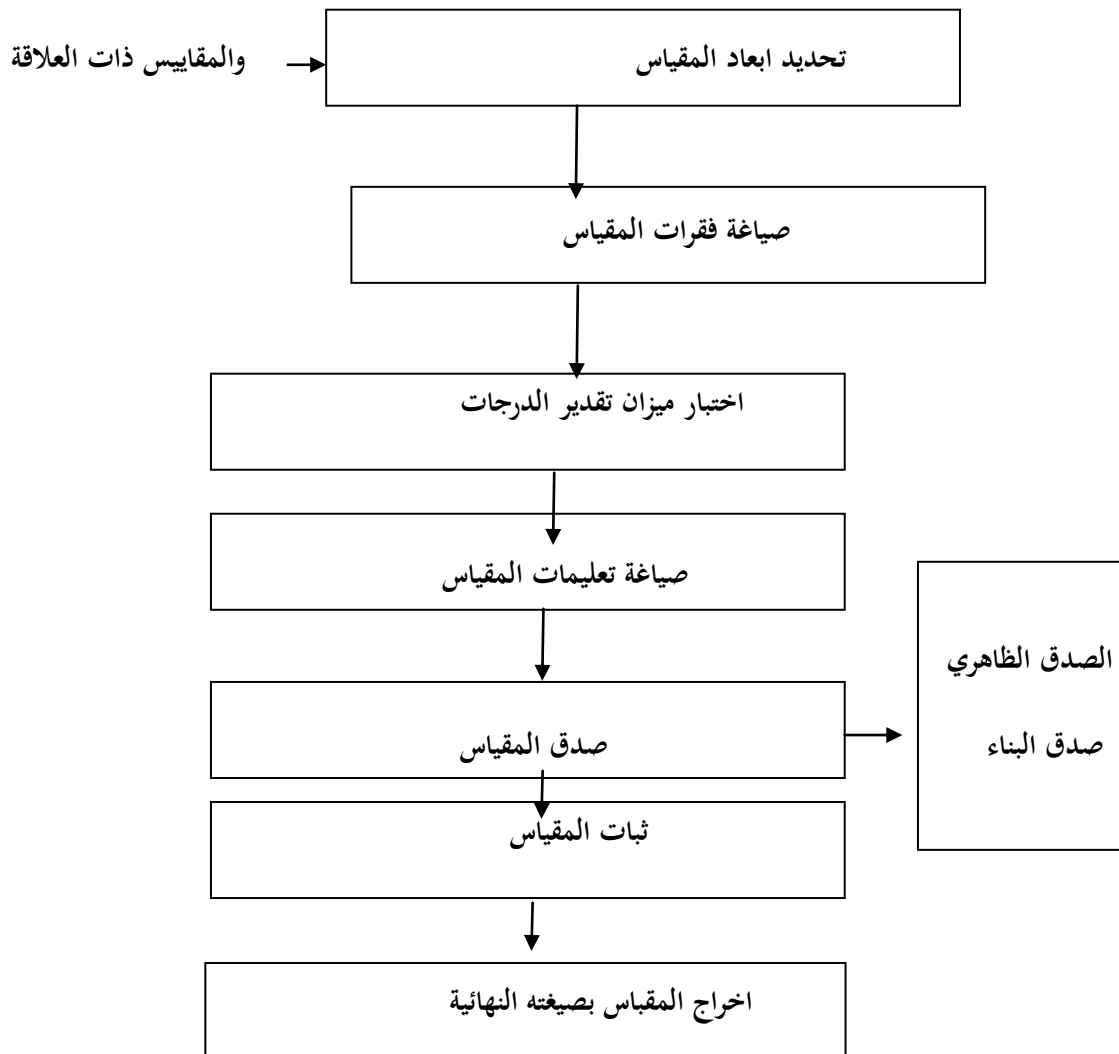 تحديد ابعاد المقياس
والمقاييس ذات العلاقة
صياغة فقرات المقياس
اختبار ميزان تقدير الدرجات
صياغة تعليمات المقياس
صدق المقياس
الصدق الظاهري
صدق البناء
ثبات المقياس
اخراج المقباس بصيغته النهائية